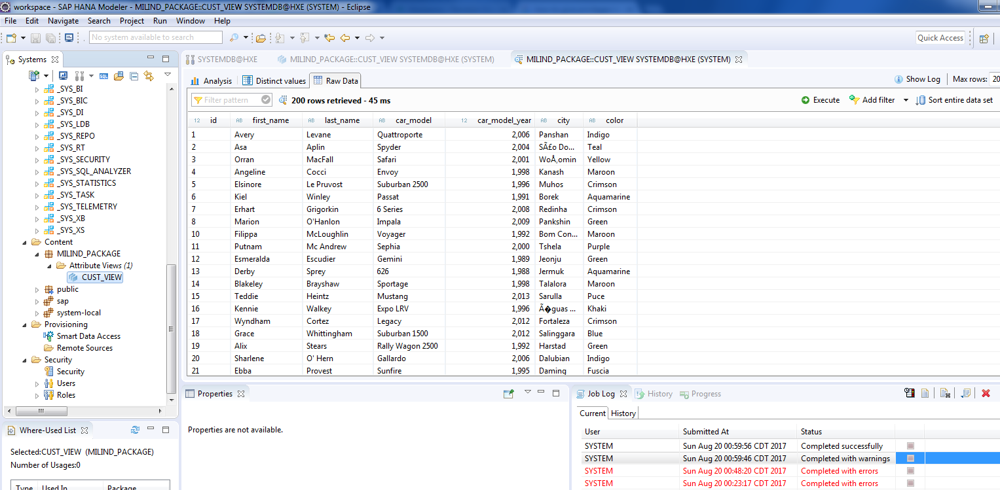 workspace - SAP HANA Modeler - MILIND_PACKAGE::CUST_VIEW SYSTEMDB@HXE (SYSTEM) - Eclipse
File Edit Navigate Search Project Run Window Help
No system available to search
Quick Access
Systems
_SYS_BI
_SYS_BIC
_SYS_DI
_SYS_LDB
_SYS_REPO
_SYS_RT
_SYS_SECURITY
_SYS_SQL_ANALYZER
_SYS_STATISTICS
_SYS_TASK
_SYS_TELEMETRY
_SYS_XB
_SYS_XS
Content
MILIND_PACKAGE
Attribute Views (1)
CUST_VIEW
public
sap
system-local
Provisioning
Smart Data Access
Remote Sources
Security
Security
Users
Roles
SYSTEMDB@HXE
MILIND_PACKAGE::CUST_VIEW SYSTEMDB@HXE (SYSTEM)
MILIND_PACKAGE::CUST_VIEW SYSTEMDB@HXE (SYSTEM)
Analysis Distinct values Raw Data
Show Log Max rows: 20
Filter pattern 200 rows retrieved - 45 ms
Execute Add filter Sort entire data set
12 id AB first_name AB last_name AB car_model 12 car_model_year AB city AB color
1 Avery Levane Quattroporte 2,006 Panshan Indigo
2 Asa Aplin Spyder 2,004 SÃ£o Do... Teal
3 Orran MacFall Safari 2,001 WoÅ‚omin Yellow
4 Angeline Cocci Envoy 1,998 Kanash Maroon
5 Elsinore Le Pruvost Suburban 2500 1,996 Muhos Crimson
6 Kiel Winley Passat 1,991 Borek Aquamarine
7 Erhart Grigorkin 6 Series 2,008 Redinha Crimson
8 Marion O'Hanlon Impala 2,009 Pankshin Green
10 Filippa McLoughlin Voyager 1,992 Bom Con... Maroon
11 Putnam Mc Andrew Sephia 2,000 Tshela Purple
12 Esmeralda Escudier Gemini 1,989 Jeonju Green
13 Derby Sprey 626 1,988 Jermuk Aquamarine
14 Blakeley Brayshaw Sportage 1,998 Talalora Maroon
15 Teddie Heintz Mustang 2,013 Sarulla Puce
16 Kennie Walkey Expo LRV 1,996 Ã�guas ... Khaki
17 Wyndham Cortez Legacy 2,012 Fortaleza Crimson
18 Grace Whittingham Suburban 1500 2,012 Salinggara Blue
19 Alix Stears Rally Wagon 2500 1,992 Harstad Green
20 Sharlene O' Hern Gallardo 2,006 Dalubian Indigo
21 Ebba Provest Sunfire 1,995 Daming Fuscia
Where-Used List
Selected:CUST_VIEW (MILIND_PACKAGE)
Number of Usages:0
Type Used In Package
Properties
Properties are not available.
Job Log History Progress
Current History
User Submitted At Status
SYSTEM Sun Aug 20 00:59:56 CDT 2017 Completed successfully
SYSTEM Sun Aug 20 00:59:46 CDT 2017 Completed with warnings
SYSTEM Sun Aug 20 00:48:20 CDT 2017 Completed with errors
SYSTEM Sun Aug 20 00:23:17 CDT 2017 Completed with errors